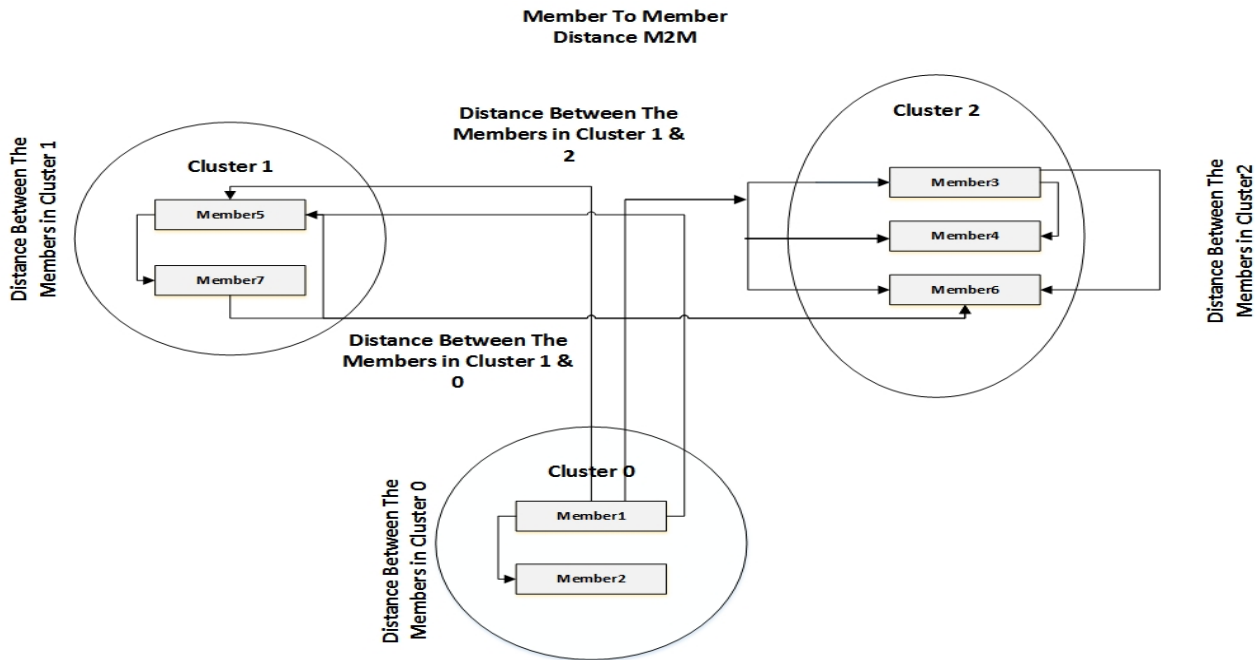 Member To Member
Distance M2M
Distance Between The
Members in Cluster 1 &
2
Cluster 2
Cluster 1
Distance Between The
Members in Cluster 1
Member3
Member5
Member4
Member7
Member6
Distance Between The
Members in Cluster2
Distance Between The
Members in Cluster 1 &
0
Cluster 0
Distance Between The
Members in Cluster 0
Member1
Member2